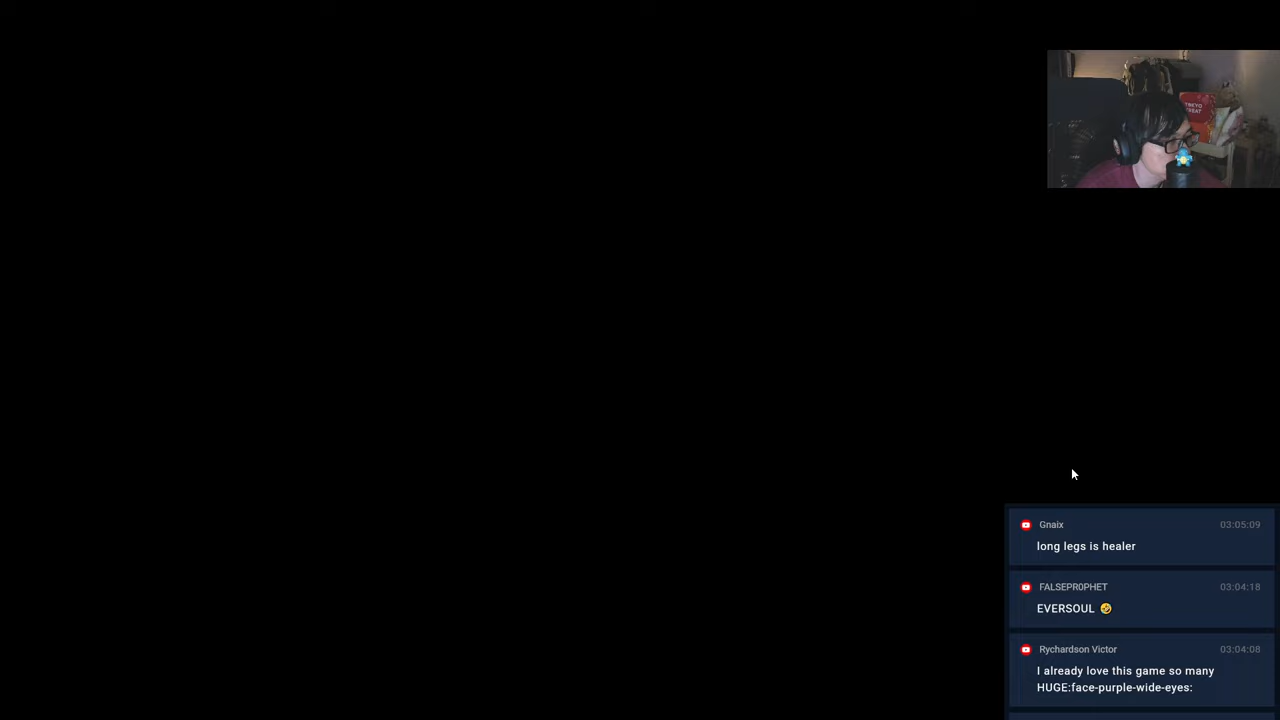 TOKYO
Gnaix 03:05:09
long legs is healer
FALSEPR0PHET 03:04:18
EVERSOUL 🤣
Rychardson Victor 03:04:08
I already love this game so many
HUGE:face-purple-wide-eyes: